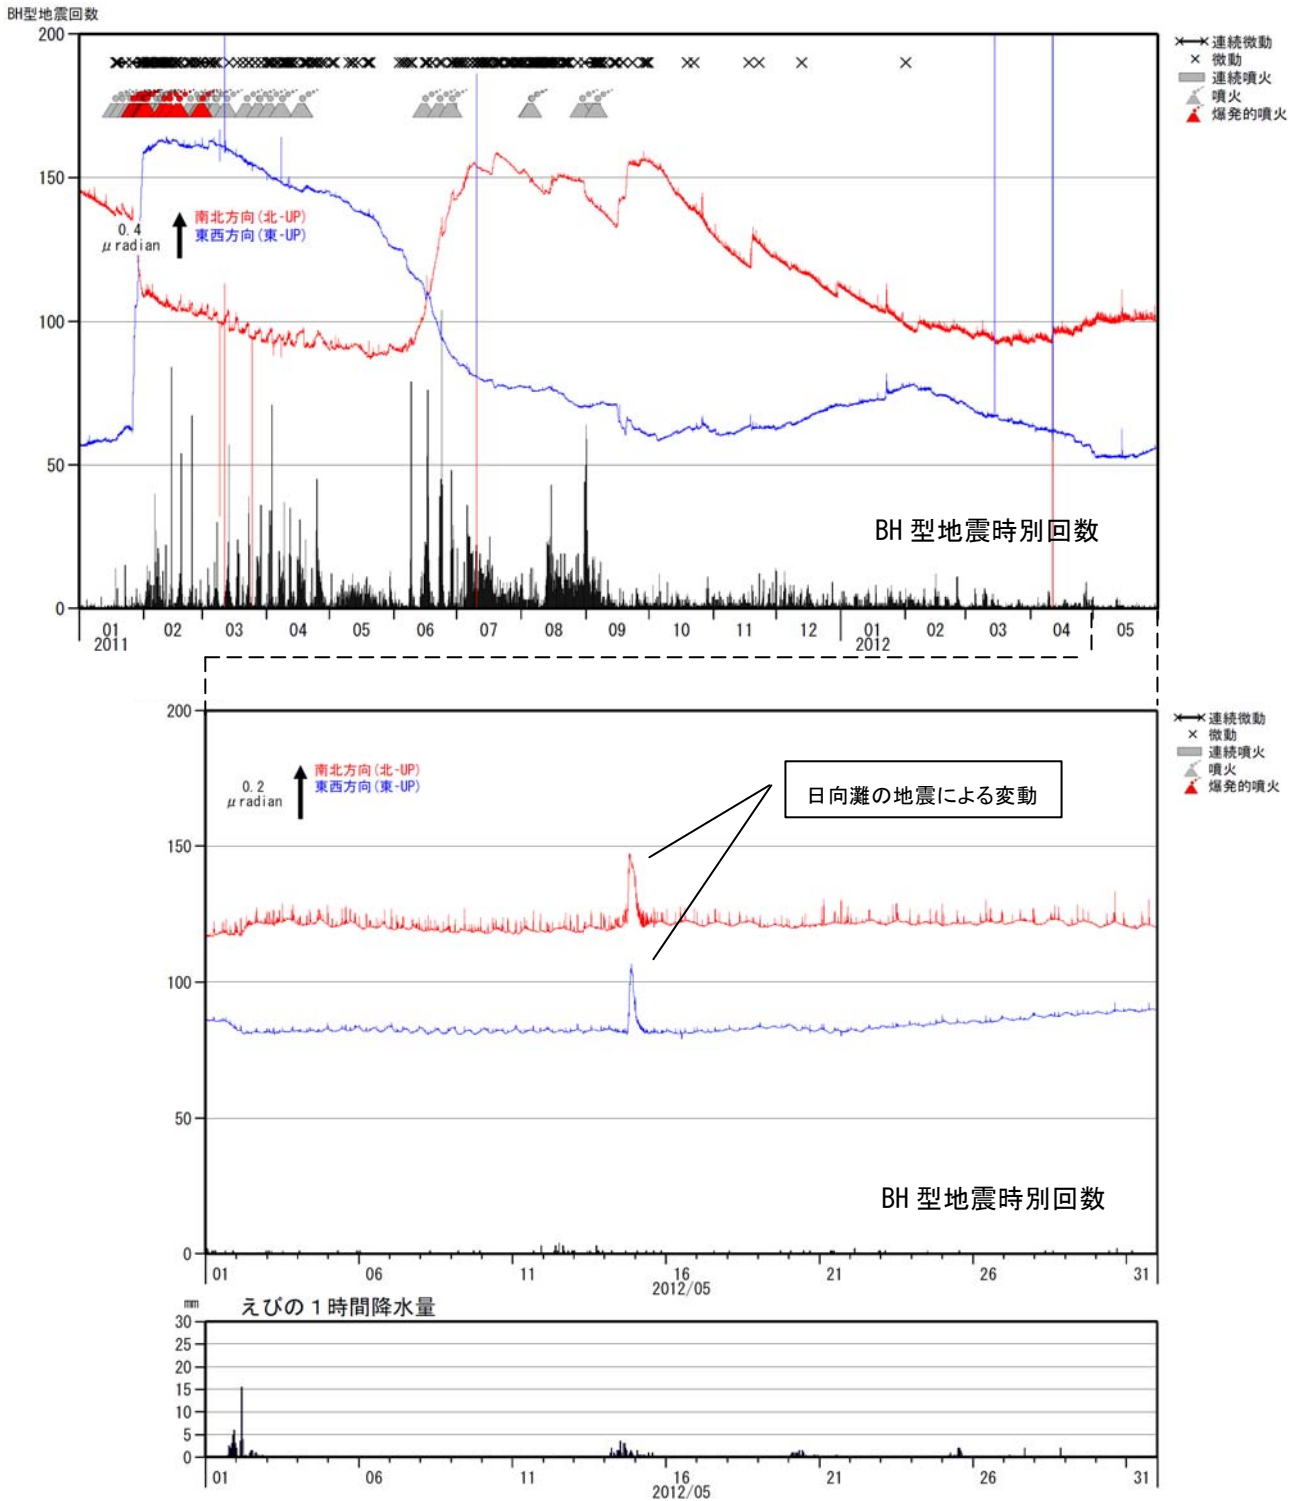 BH型地震回数
200
連続微動
微動
連続噴火
噴火
爆発的噴火
150
0.4
μradian
南北方向(北-UP)
東西方向(東-UP)
100
50
BH 型地震時別回数
0
01 02 03 04 05 06 07 08 09 10 11 12 01 02 03 04 05
2011 2012
200
連続微動
微動
連続噴火
噴火
爆発的噴火
0.2
μradian
南北方向(北-UP)
東西方向(東-UP)
日向灘の地震による変動
150
100
50
BH 型地震時別回数
0
01 06 11 16 21 26 31
2012/05
mm えびの1時間降水量
30
25
20
15
10
5
0
01 06 11 16 21 26 31
2012/05